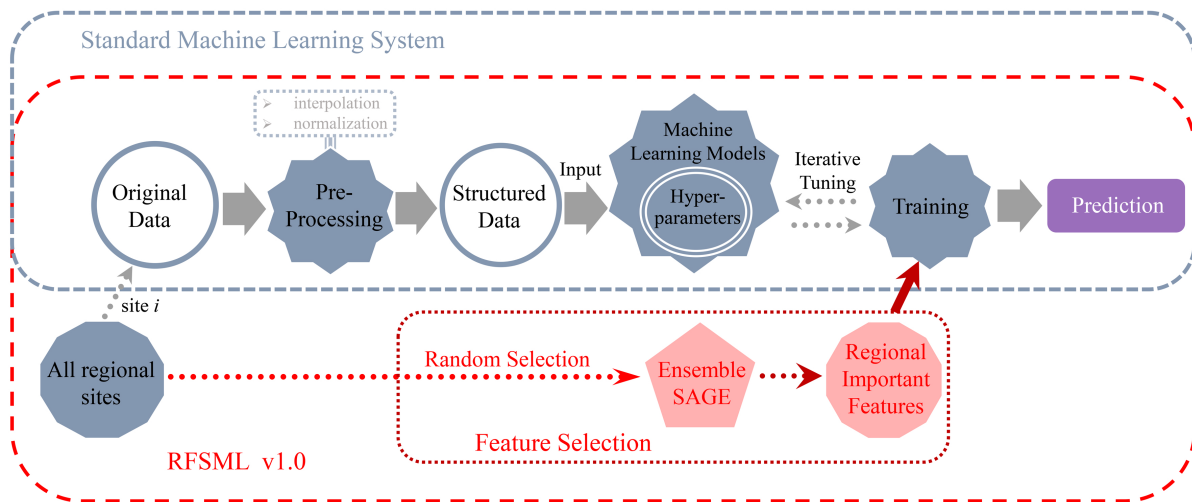 Standard Machine Learning System
interpolation
normalization
Original
Data
Pre-
Processing
Structured
Data
Input
Machine
Learning Models
Hyper-
parameters
Iterative
Tuning
Training
Prediction
site i
All regional
sites
Random Selection
Ensemble
SAGE
Regional
Important
Features
Feature Selection
RFSML v1.0